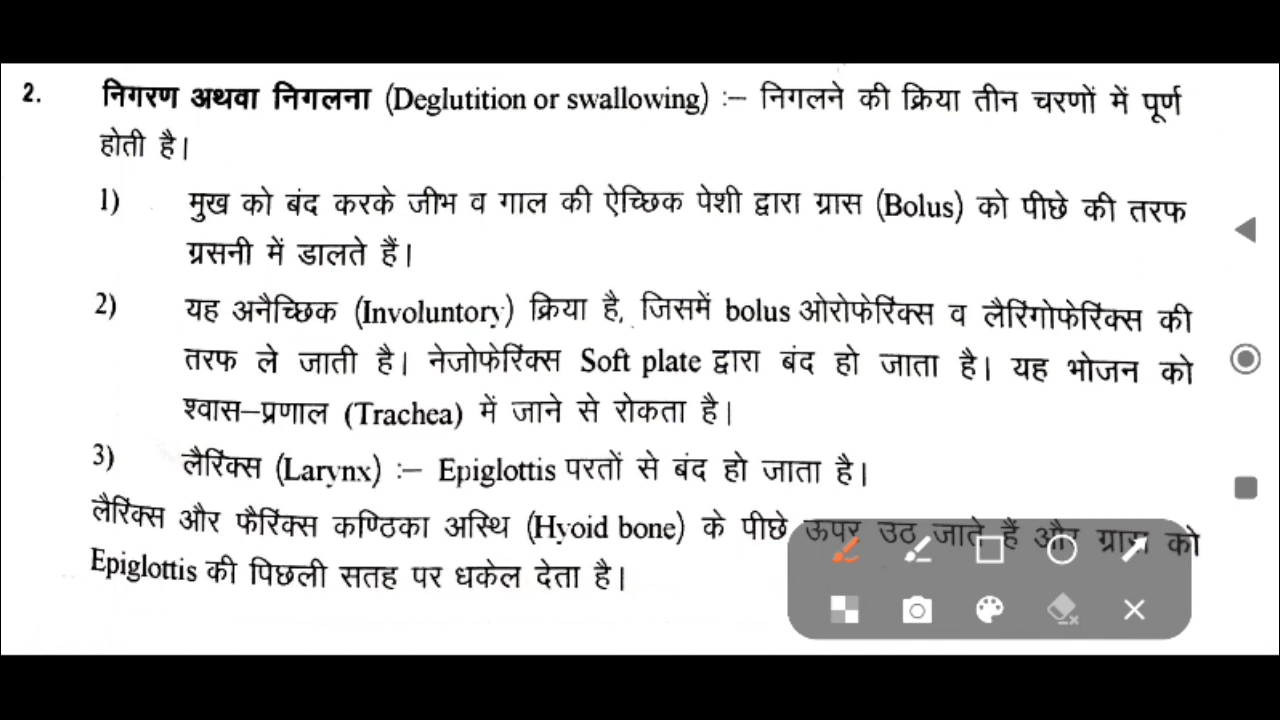 2. निगरण अथवा निगलना (Deglutition or swallowing) :– निगलने की क्रिया तीन चरणों में पूर्ण
होती है।
1) मुख को बंद करके जीभ व गाल की ऐच्छिक पेशी द्वारा ग्रास (Bolus) को पीछे की तरफ
ग्रसनी में डालते हैं।
2) यह अनैच्छिक (Involuntory) क्रिया है, जिसमें bolus ओरोफेरिंक्स व लैरिंगोफेरिंक्स की
तरफ ले जाती है। नेजोफेरिंक्स Soft plate द्वारा बंद हो जाता है। यह भोजन को
श्वास–प्रणाल (Trachea) में जाने से रोकता है।
3) लैरिंक्स (Larynx) :– Epiglottis परतों से बंद हो जाता है।
लैरिंक्स और फैरिंक्स कण्ठिका अस्थि (Hyoid bone) के पीछे ऊपर उठ जाते हैं और ग्रास को
Epiglottis की पिछली सतह पर धकेल देता है।